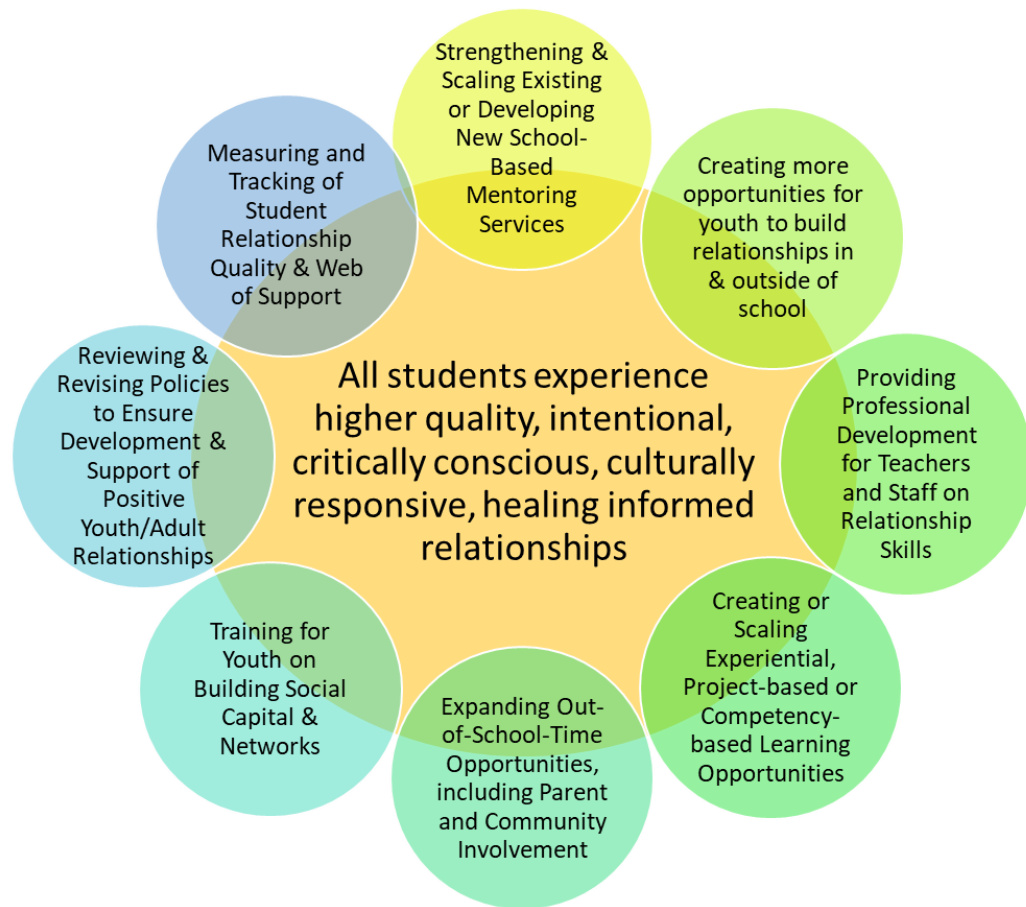 Strengthening &
Scaling Existing
or Developing
New School-
Based
Mentoring
Services
Creating more
opportunities for
youth to build
relationships in
& outside of
school
Providing
Professional
Development
for Teachers
and Staff on
Relationship
Skills
Creating or
Scaling
Experiential,
Project-based or
Competency-
based Learning
Opportunities
Expanding Out-
of-School-Time
Opportunities,
including Parent
and Community
Involvement
Training for
Youth on
Building Social
Capital &
Networks
Reviewing &
Revising Policies
to Ensure
Development &
Support of
Positive
Youth/Adult
Relationships
Measuring and
Tracking of
Student
Relationship
Quality & Web
of Support
All students experience
higher quality, intentional,
critically conscious, culturally
responsive, healing informed
relationships